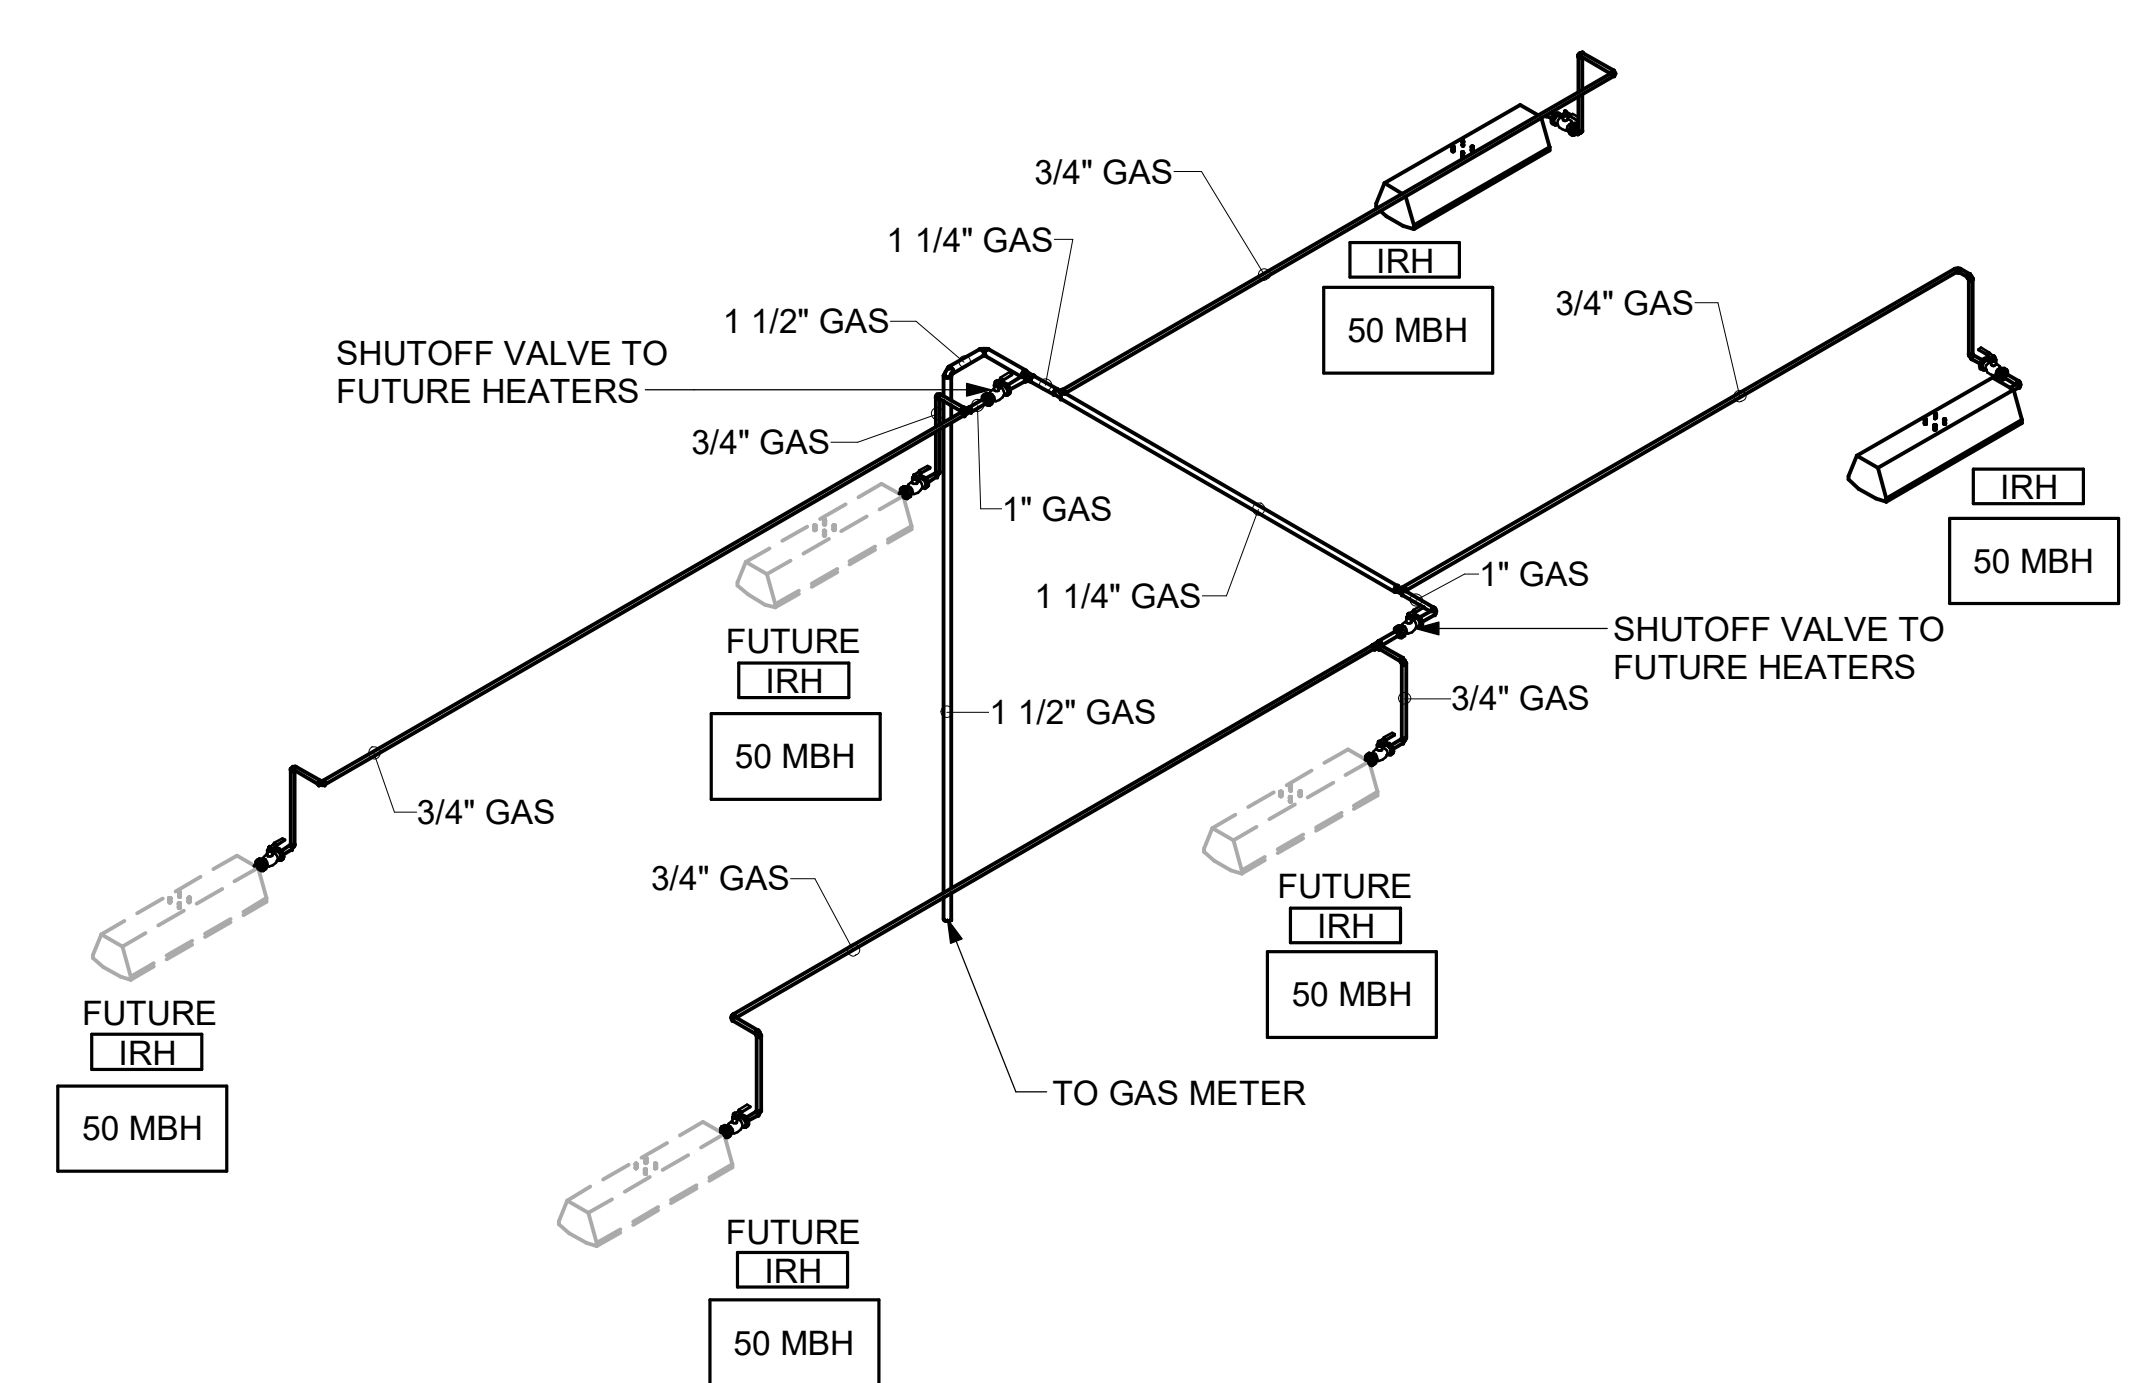 3/4" GAS
1 1/4" GAS
IRH
50 MBH
3/4" GAS
1 1/2" GAS
SHUTOFF VALVE TO
FUTURE HEATERS
3/4" GAS
1" GAS
IRH
50 MBH
1 1/4" GAS
1" GAS
SHUTOFF VALVE TO
FUTURE HEATERS
FUTURE
IRH
50 MBH
1 1/2" GAS
3/4" GAS
3/4" GAS
3/4" GAS
FUTURE
IRH
50 MBH
FUTURE
IRH
50 MBH
TO GAS METER
FUTURE
IRH
50 MBH